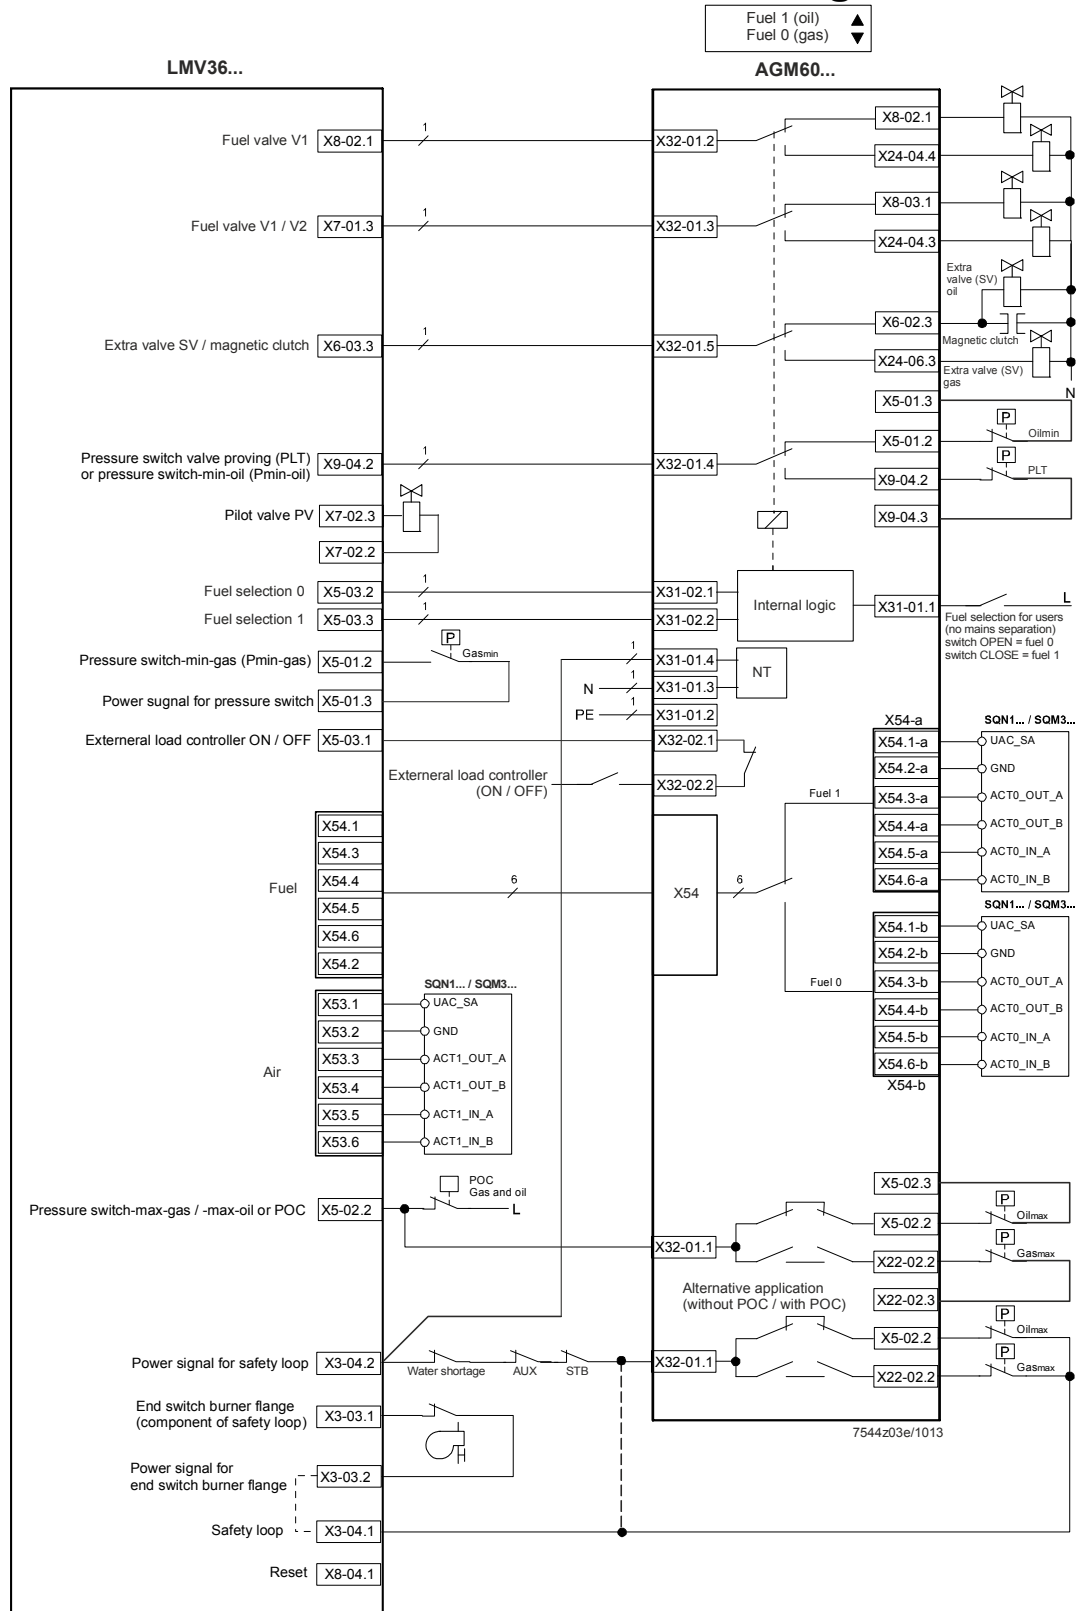 Fuel 1 (oil)
Fuel 0 (gas)
LMV36...
AGM60...
Fuel valve V1
X8-02.1
1
X32-01.2
X8-02.1
X24-04.4
Fuel valve V1 / V2
X7-01.3
1
X32-01.3
X8-03.1
X24-04.3
Extra
valve (SV)
oil
Extra valve SV / magnetic clutch
X6-03.3
1
X32-01.5
X6-02.3
Magnetic clutch
X24-06.3
Extra valve (SV)
gas
N
X5-01.3
P
Oilmin
X5-01.2
Pressure switch valve proving (PLT)
or pressure switch-min-oil (Pmin-oil)
X9-04.2
1
X32-01.4
P
PLT
X9-04.2
X9-04.3
Pilot valve PV
X7-02.3
X7-02.2
Fuel selection 0
X5-03.2
1
X31-02.1
Fuel selection 1
X5-03.3
1
X31-02.2
Internal logic
X31-01.1
L
Fuel selection for users
(no mains separation)
switch OPEN = fuel 0
switch CLOSE = fuel 1
Pressure switch-min-gas (Pmin-gas)
X5-01.2
P
Gasmin
1
X31-01.4
NT
Power sugnal for pressure switch
X5-01.3
N
1
X31-01.3
PE
1
X31-01.2
Externeral load controller ON / OFF
X5-03.1
X32-02.1
Externeral load controller
(ON / OFF)
X32-02.2
X54-a
SQN1... / SQM3...
X54.1-a
UAC_SA
X54.2-a
GND
Fuel 1
X54.3-a
ACT0_OUT_A
X54.4-a
ACT0_OUT_B
X54.5-a
ACT0_IN_A
X54.6-a
ACT0_IN_B
Fuel
X54.1
X54.3
X54.4
X54.5
X54.6
X54.2
6
X54
6
SQN1... / SQM3...
X54.1-b
UAC_SA
X54.2-b
GND
Fuel 0
X54.3-b
ACT0_OUT_A
X54.4-b
ACT0_OUT_B
X54.5-b
ACT0_IN_A
X54.6-b
ACT0_IN_B
X54-b
SQN1... / SQM3...
Air
X53.1
UAC_SA
X53.2
GND
X53.3
ACT1_OUT_A
X53.4
ACT1_OUT_B
X53.5
ACT1_IN_A
X53.6
ACT1_IN_B
Pressure switch-max-gas / -max-oil or POC
X5-02.2
POC
Gas and oil
L
X32-01.1
X5-02.3
P
Oilmax
X5-02.2
P
Gasmax
X22-02.2
X22-02.3
Alternative application
(without POC / with POC)
P
Oilmax
X5-02.2
P
Gasmax
X22-02.2
Power signal for safety loop
X3-04.2
Water shortage
AUX
STB
X32-01.1
End switch burner flange
(component of safety loop)
X3-03.1
7544z03e/1013
Power signal for
end switch burner flange
X3-03.2
Safety loop
X3-04.1
Reset
X8-04.1